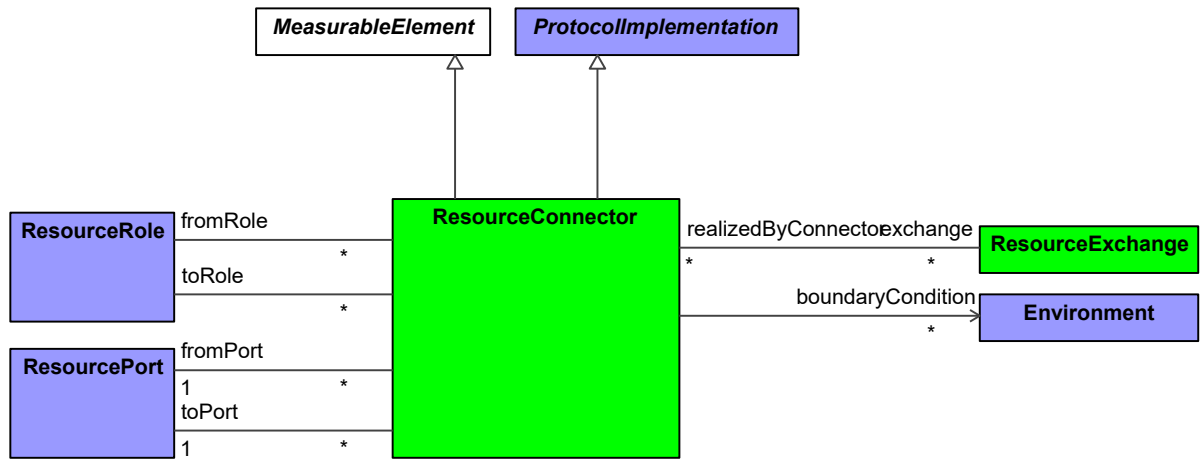 MeasurableElement
ProtocolImplementation
ResourceRole
fromRole
*
toRole
*
ResourceConnector
realizedByConnector
exchange
*
*
ResourceExchange
boundaryCondition
*
Environment
ResourcePort
fromPort
1
*
toPort
1
*